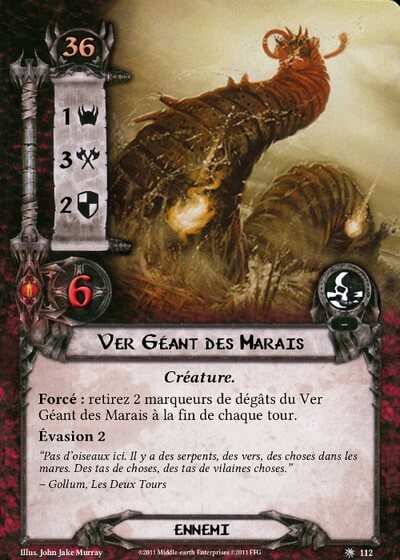 36
1
3
2
6
–
Ver Géant des Marais
Créature.
Forcé : retirez 2 marqueurs de dégâts du Ver
Géant des Marais à la fin de chaque tour.
Évasion 2
“Pas d’oiseaux ici. Il y a des serpents, des vers, des choses dans les
mares. Des tas de choses, des tas de vilaines choses.”
– Gollum, Les Deux Tours
ENNEMI
Illus. John Jake Murray
©2011 Middle-earth Enterprises ©2011 FFG
112